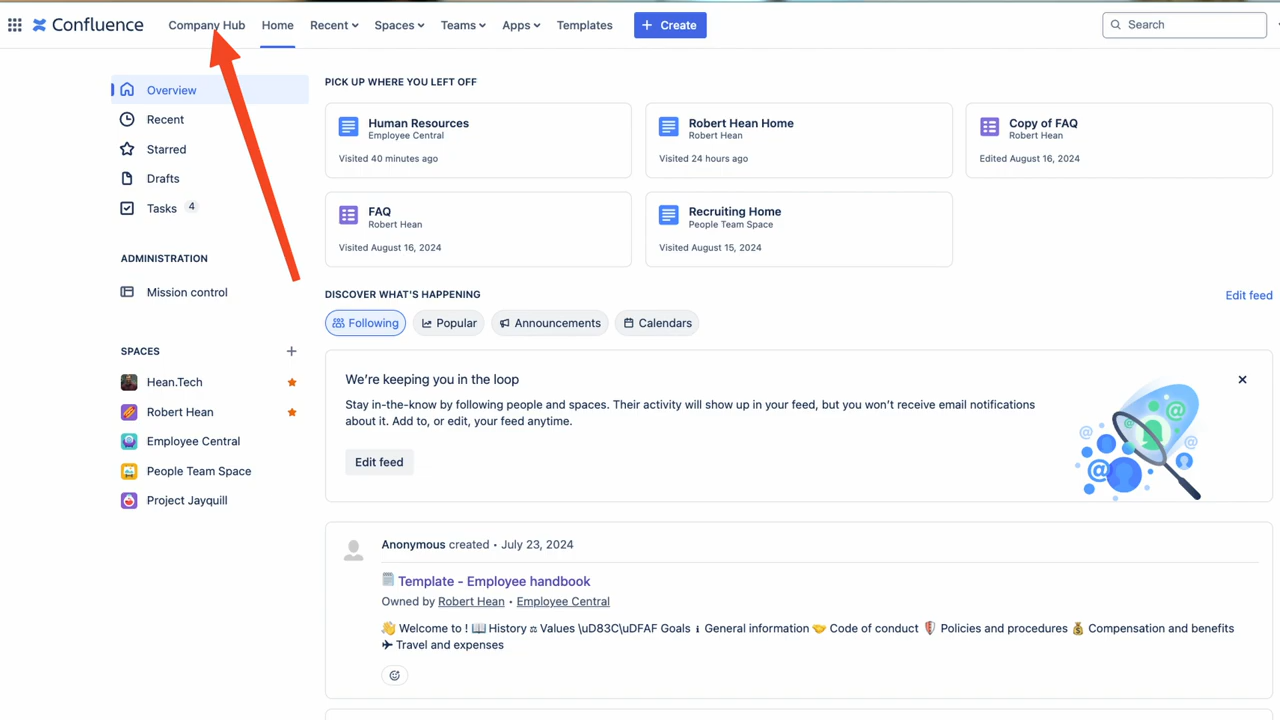 Confluence
Company Hub
Home
Recent
Spaces
Teams
Apps
Templates
+ Create
Search
Overview
Recent
Starred
Drafts
Tasks 4
ADMINISTRATION
Mission control
SPACES +
Hean.Tech
Robert Hean
Employee Central
People Team Space
Project Jayquill
PICK UP WHERE YOU LEFT OFF
Human Resources
Employee Central
Visited 40 minutes ago
Robert Hean Home
Robert Hean
Visited 24 hours ago
Copy of FAQ
Robert Hean
Edited August 16, 2024
FAQ
Robert Hean
Visited August 16, 2024
Recruiting Home
People Team Space
Visited August 15, 2024
DISCOVER WHAT'S HAPPENING
Edit feed
Following
Popular
Announcements
Calendars
We're keeping you in the loop
Stay in-the-know by following people and spaces. Their activity will show up in your feed, but you won't receive email notifications
about it. Add to, or edit, your feed anytime.
Edit feed
Anonymous created • July 23, 2024
Template - Employee handbook
Owned by Robert Hean • Employee Central
👋 Welcome to ! 📖 History ⚖ Values \uD83C\uDFAF Goals ℹ General information 🤝 Code of conduct 🛡 Policies and procedures 💰 Compensation and benefits
✈ Travel and expenses